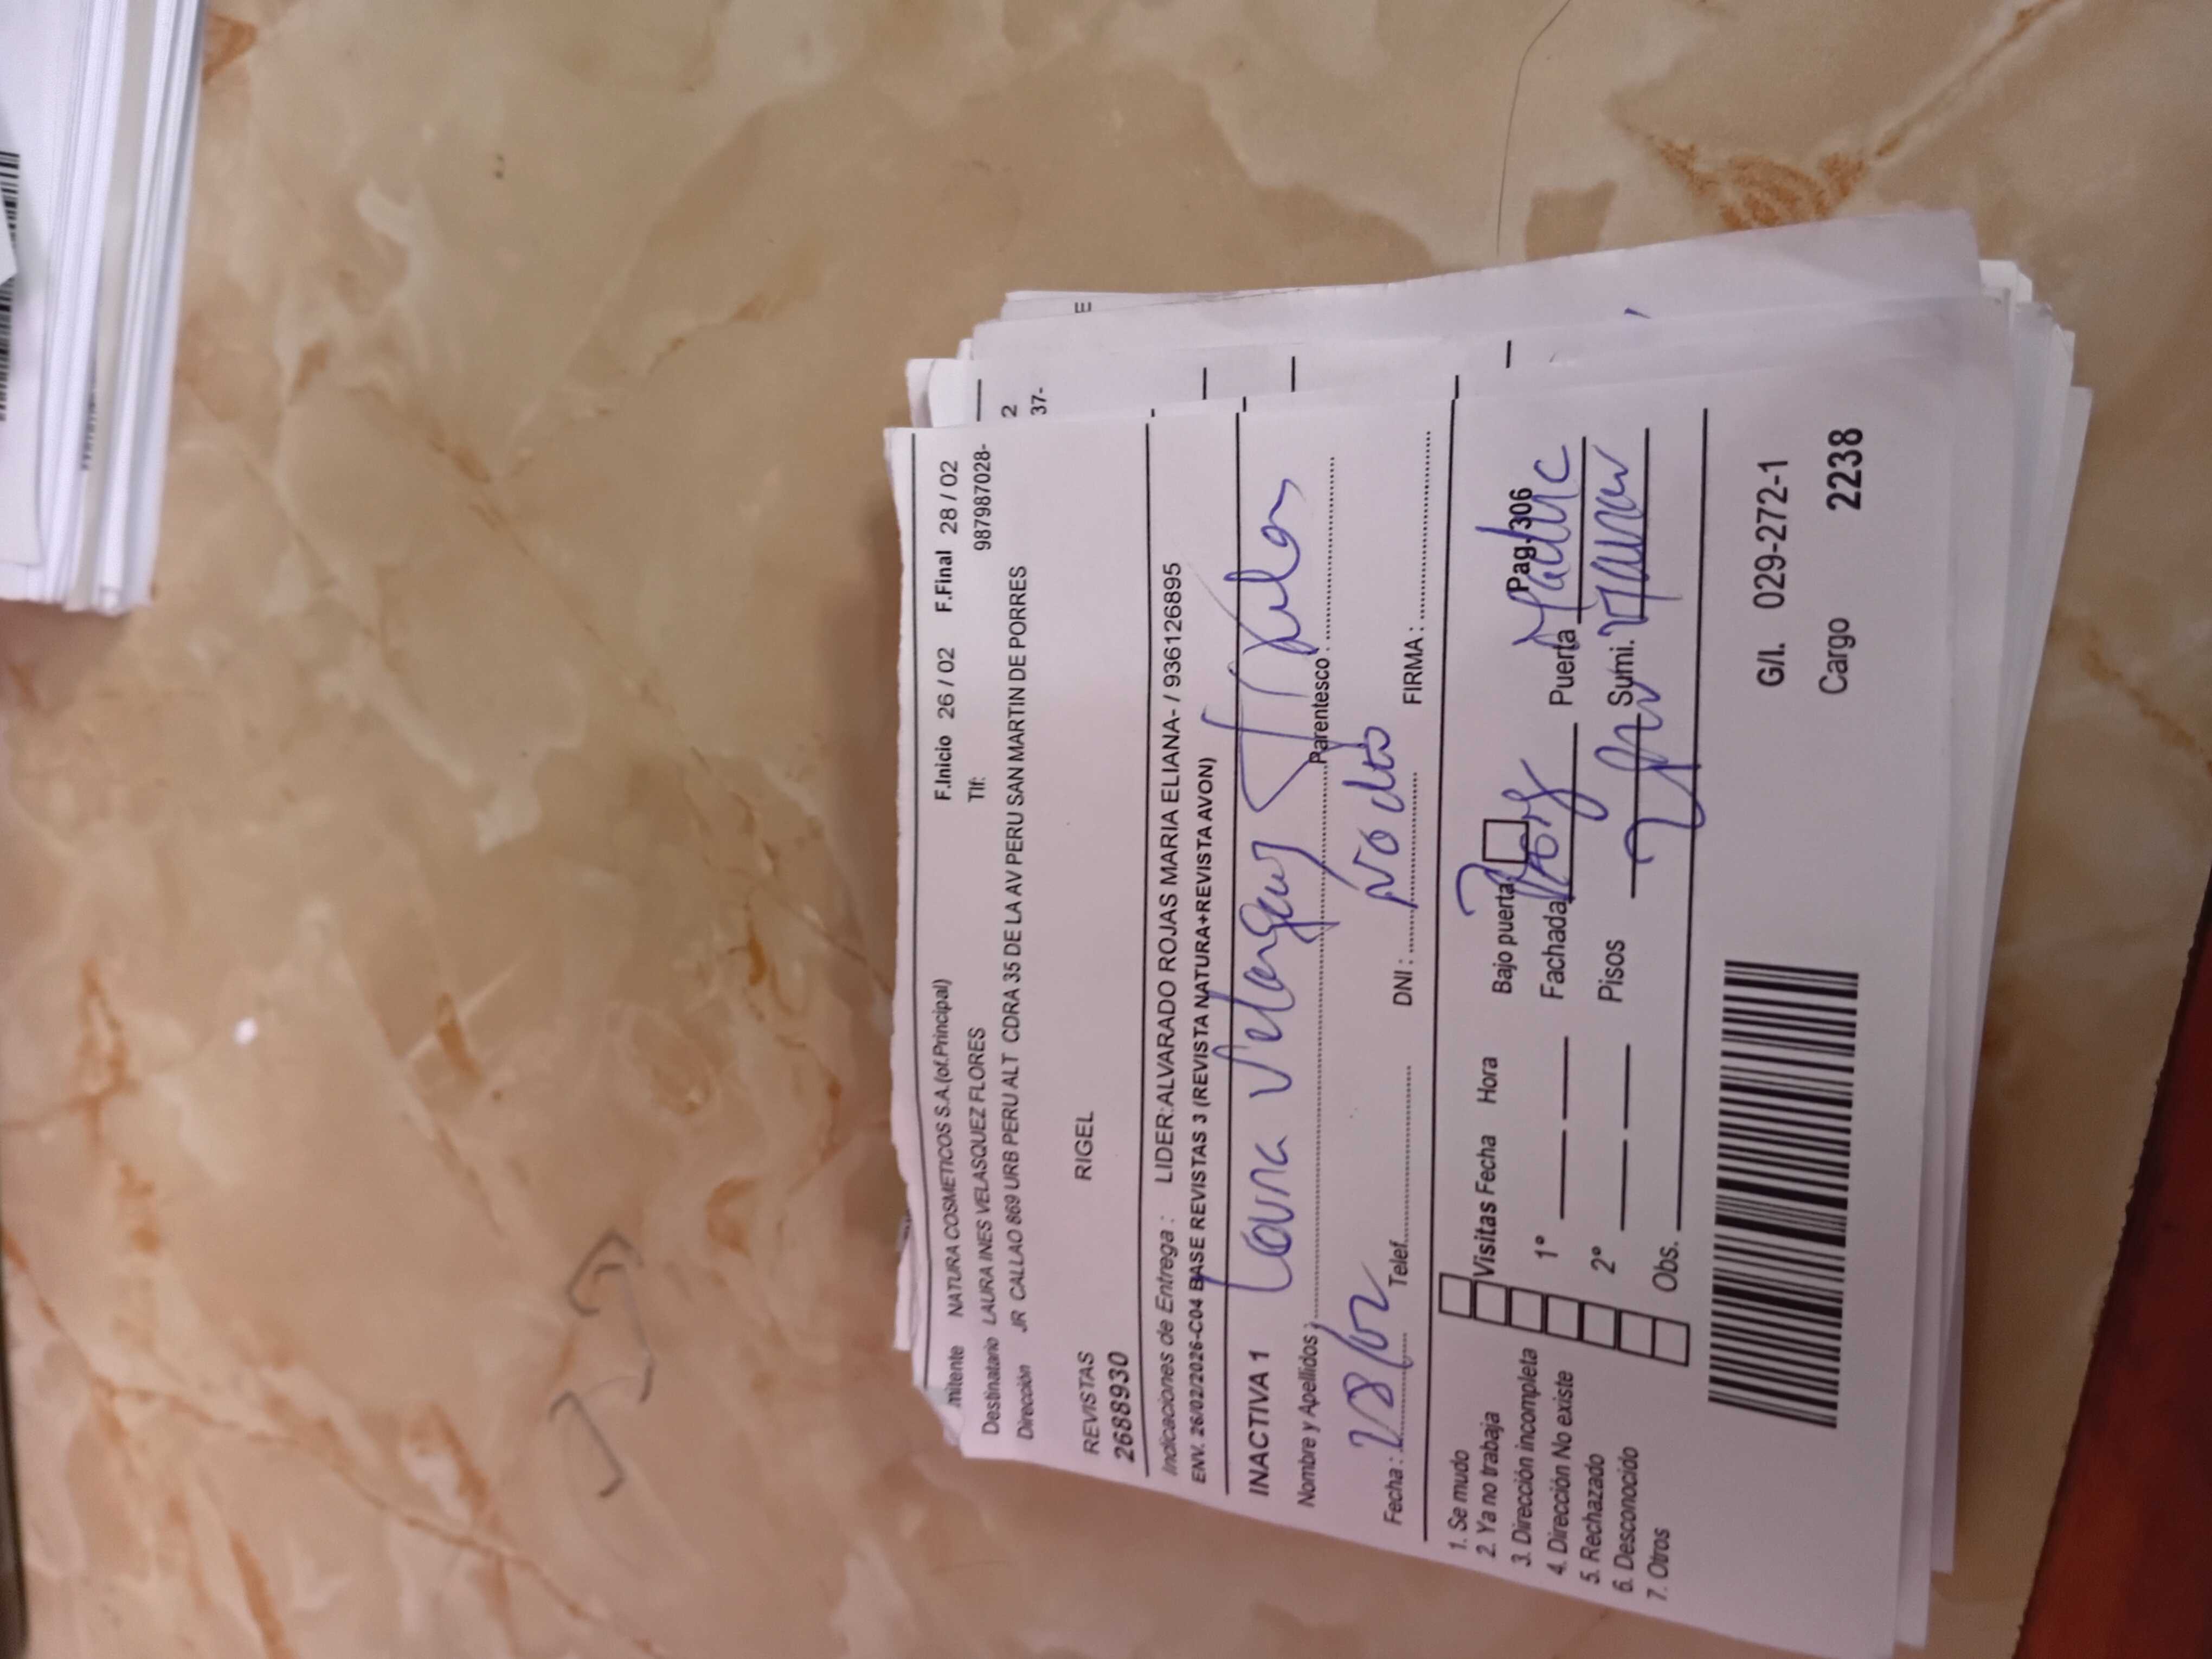 mitente NATURA COSMETICOS S.A.(of.Principal) F.Inicio 26 / 02 F.Final 28 / 02
Destinatario LAURA INES VELASQUEZ FLORES Tlf: 987987028-
Dirección JR CALLAO 869 URB PERU ALT CDRA 35 DE LA AV PERU SAN MARTIN DE PORRES
2
37-
REVISTAS RIGEL
2688930
E
Indicaciones de Entrega : LIDER:ALVARADO ROJAS MARIA ELIANA- / 936126895
ENV. 26/02/2026-C04 BASE REVISTAS 3 (REVISTA NATURA+REVISTA AVON)
INACTIVA 1
Nombre y Apellidos : Laura Velasquez Parentesco :
Fecha : 28/02 Telef. DNI : No dto FIRMA :
1. Se mudo
2. Ya no trabaja
3. Dirección incompleta
4. Dirección No existe
5. Rechazado
6. Desconocido
7. Otros
Visitas Fecha Hora Bajo puerta Pag-306
1° Fachada Puerta
2° Pisos Sumi.
Obs.
G/I. 029-272-1
Cargo 2238